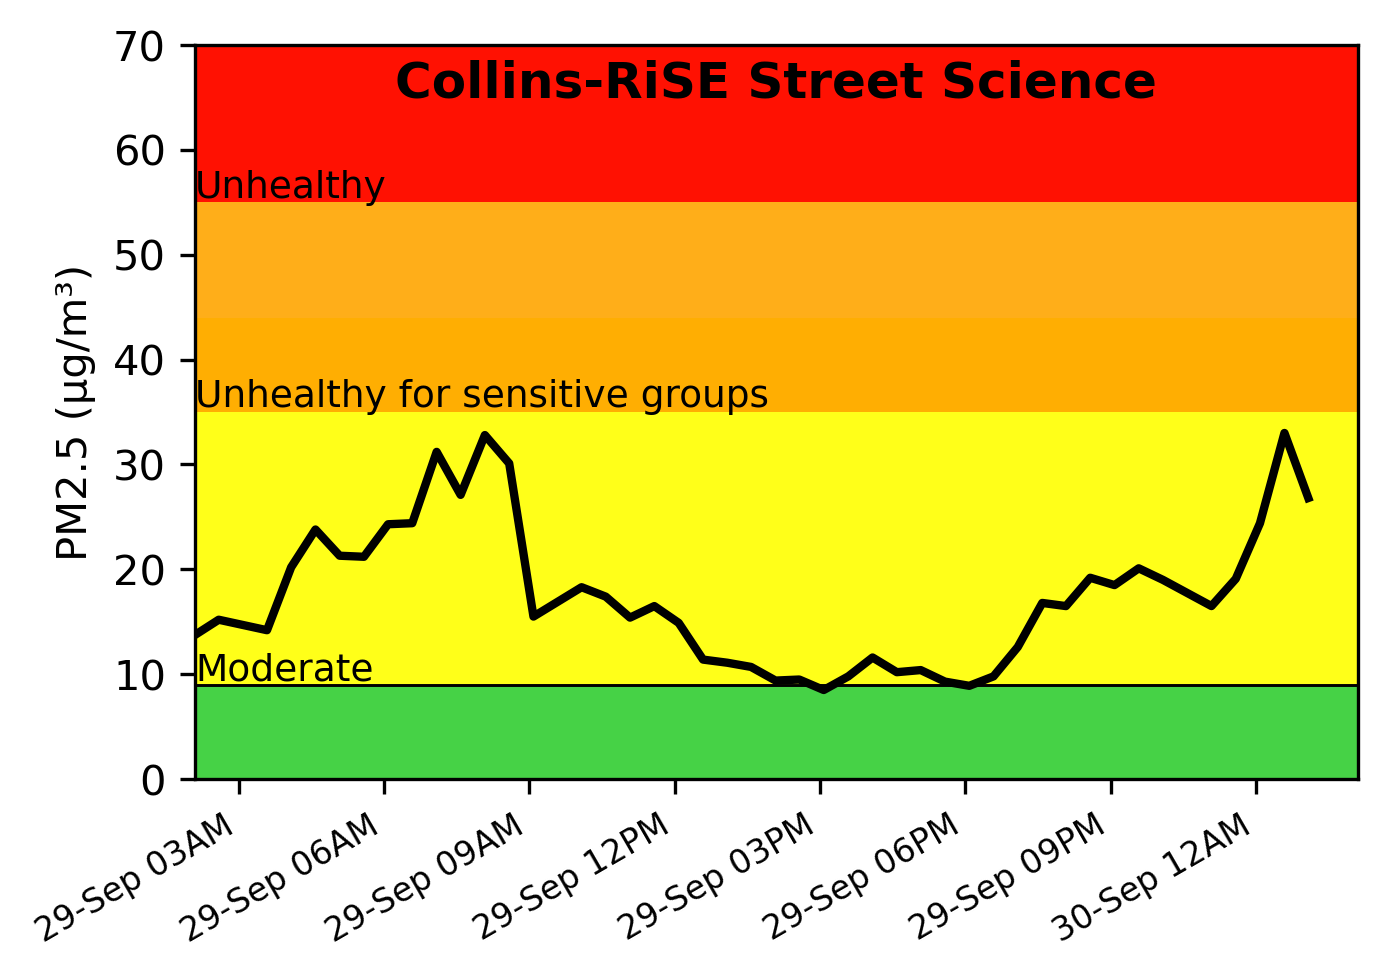 Collins-RiSE Street Science
PM2.5 (µg/m³)
70
60
Unhealthy
50
40
Unhealthy for sensitive groups
30
20
10
Moderate
0
29-Sep 03AM
29-Sep 06AM
29-Sep 09AM
29-Sep 12PM
29-Sep 03PM
29-Sep 06PM
29-Sep 09PM
30-Sep 12AM